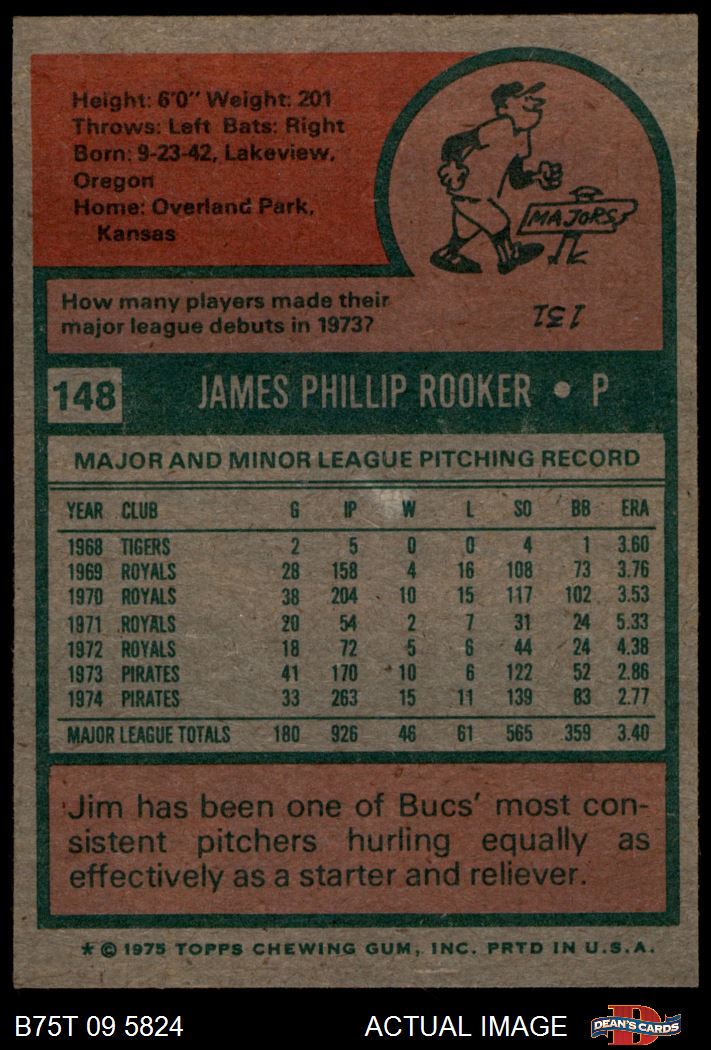 Height: 6'0" Weight: 201
Throws: Left Bats: Right
Born: 9-23-42, Lakeview,
Oregon
Home: Overland Park,
Kansas
MAJORS
How many players made their
major league debuts in 1973?
151
148 JAMES PHILLIP ROOKER • P
MAJOR AND MINOR LEAGUE PITCHING RECORD
YEAR CLUB G IP W L SO BB ERA
1968 TIGERS 2 5 0 0 4 1 3.60
1969 ROYALS 28 158 4 16 108 73 3.76
1970 ROYALS 38 204 10 15 117 102 3.53
1971 ROYALS 20 54 2 7 31 24 5.33
1972 ROYALS 18 72 5 6 44 24 4.38
1973 PIRATES 41 170 10 6 122 52 2.86
1974 PIRATES 33 263 15 11 139 83 2.77
MAJOR LEAGUE TOTALS 180 926 46 61 565 359 3.40
Jim has been one of Bucs' most con-
sistent pitchers hurling equally as
effectively as a starter and reliever.
* © 1975 TOPPS CHEWING GUM, INC. PRTD IN U.S.A.
B75T 09 5824 ACTUAL IMAGE D DEAN'S CARDS